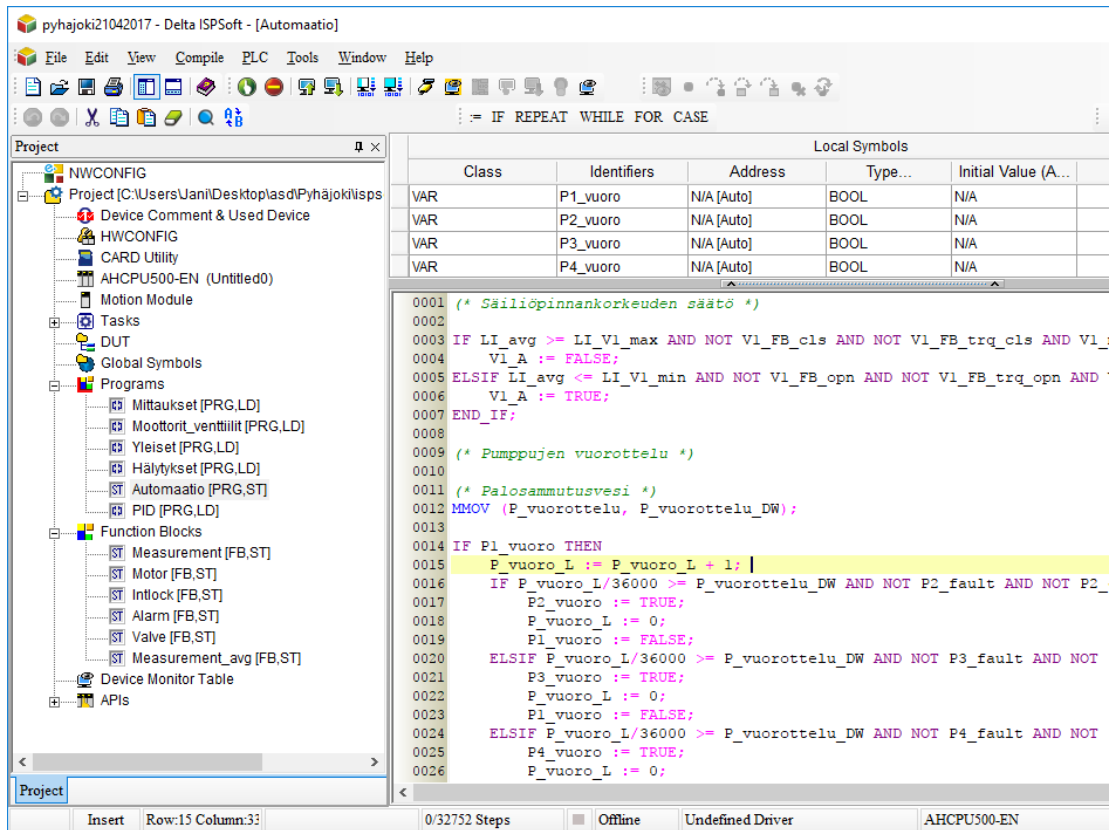 pyhajoki21042017 - Delta ISPSoft - [Automaatio]
File Edit View Compile PLC Tools Window Help
:= IF REPEAT WHILE FOR CASE
Project
NWCONFIG
Project [C:\Users\Jani\Desktop\asd\Pyhäjoki\isps
Device Comment & Used Device
HWCONFIG
CARD Utility
AHCPU500-EN (Untitled0)
Motion Module
Tasks
DUT
Global Symbols
Programs
Mittaukset [PRG,LD]
Moottorit_venttiilit [PRG,LD]
Yleiset [PRG,LD]
Hälytykset [PRG,LD]
ST Automaatio [PRG,ST]
PID [PRG,LD]
Function Blocks
ST Measurement [FB,ST]
ST Motor [FB,ST]
ST Intlock [FB,ST]
ST Alarm [FB,ST]
ST Valve [FB,ST]
ST Measurement_avg [FB,ST]
Device Monitor Table
APIs
Project
Local Symbols
Class Identifiers Address Type... Initial Value (A...
VAR P1_vuoro N/A [Auto] BOOL N/A
VAR P2_vuoro N/A [Auto] BOOL N/A
VAR P3_vuoro N/A [Auto] BOOL N/A
VAR P4_vuoro N/A [Auto] BOOL N/A
0001 (* Säiliöpinnankorkeuden säätö *)
0002
0003 IF LI_avg >= LI_V1_max AND NOT V1_FB_cls AND NOT V1_FB_trq_cls AND V1_
0004 V1_A := FALSE;
0005 ELSIF LI_avg <= LI_V1_min AND NOT V1_FB_opn AND NOT V1_FB_trq_opn AND
0006 V1_A := TRUE;
0007 END_IF;
0008
0009 (* Pumppujen vuorottelu *)
0010
0011 (* Palosammutusvesi *)
0012 MMOV (P_vuorottelu, P_vuorottelu_DW);
0013
0014 IF P1_vuoro THEN
0015 P_vuoro_L := P_vuoro_L + 1;
0016 IF P_vuoro_L/36000 >= P_vuorottelu_DW AND NOT P2_fault AND NOT P2_
0017 P2_vuoro := TRUE;
0018 P_vuoro_L := 0;
0019 P1_vuoro := FALSE;
0020 ELSIF P_vuoro_L/36000 >= P_vuorottelu_DW AND NOT P3_fault AND NOT
0021 P3_vuoro := TRUE;
0022 P_vuoro_L := 0;
0023 P1_vuoro := FALSE;
0024 ELSIF P_vuoro_L/36000 >= P_vuorottelu_DW AND NOT P4_fault AND NOT
0025 P4_vuoro := TRUE;
0026 P_vuoro_L := 0;
Insert Row:15 Column:33 0/32752 Steps Offline Undefined Driver AHCPU500-EN